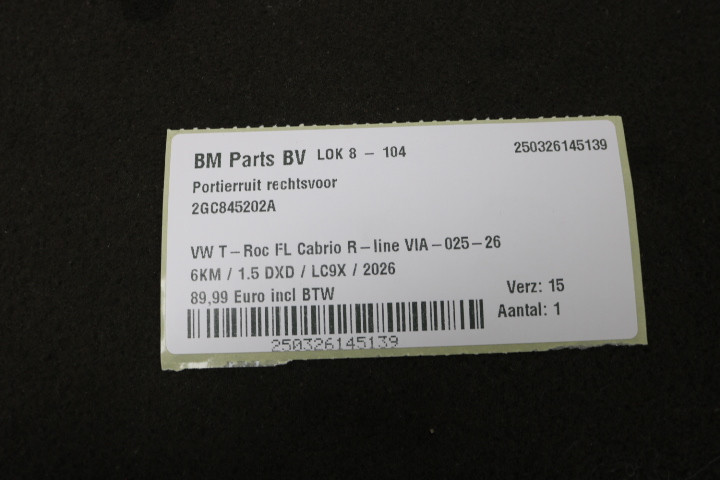 BM Parts BV LOK 8 - 104 250326145139
Portierruit rechtsvoor
2GC845202A
VW T-Roc FL Cabrio R-line VIA-025-26
6KM / 1.5 DXD / LC9X / 2026
89,99 Euro incl BTW
Verz: 15
Aantal: 1
250326145139